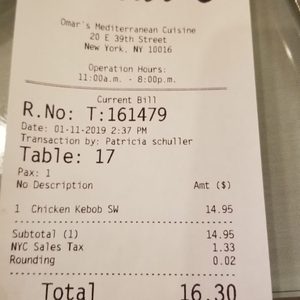 Omar's Mediterranean Cuisine
20 E 39th Street
New York, NY 10016
Operation Hours:
11:00a.m. - 8:00p.m.
Current Bill
R.No: T:161479
Date: 01-11-2019 2:37 PM
Transaction by: Patricia schuller
Table: 17
Pax: 1
No Description Amt ($)
1 Chicken Kebob SW 14.95
Subtotal (1) 14.95
NYC Sales Tax 1.33
Rounding 0.02
Total 16.30